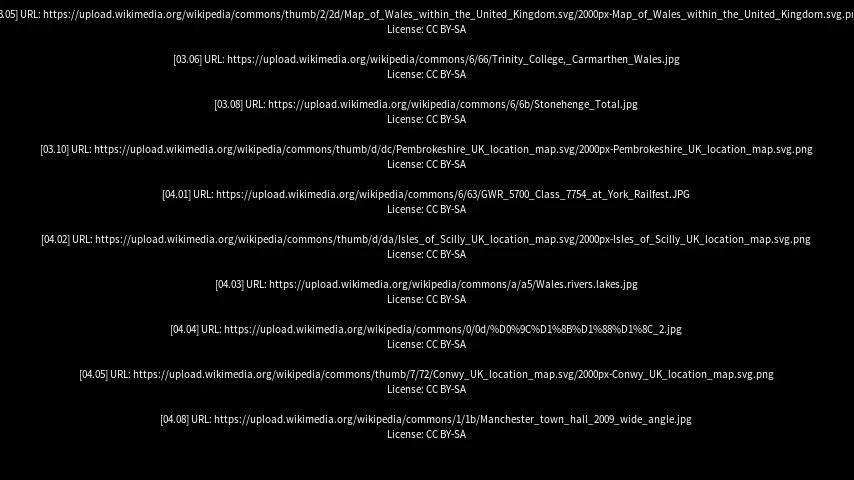 3.05] URL: https://upload.wikimedia.org/wikipedia/commons/thumb/2/2d/Map_of_Wales_within_the_United_Kingdom.svg/2000px-Map_of_Wales_within_the_United_Kingdom.svg.pn
License: CC BY-SA
[03.06] URL: https://upload.wikimedia.org/wikipedia/commons/6/66/Trinity_College,_Carmarthen_Wales.jpg
License: CC BY-SA
[03.08] URL: https://upload.wikimedia.org/wikipedia/commons/6/6b/Stonehenge_Total.jpg
License: CC BY-SA
[03.10] URL: https://upload.wikimedia.org/wikipedia/commons/thumb/d/dc/Pembrokeshire_UK_location_map.svg/2000px-Pembrokeshire_UK_location_map.svg.png
License: CC BY-SA
[04.01] URL: https://upload.wikimedia.org/wikipedia/commons/6/63/GWR_5700_Class_7754_at_York_Railfest.JPG
License: CC BY-SA
[04.02] URL: https://upload.wikimedia.org/wikipedia/commons/thumb/d/da/Isles_of_Scilly_UK_location_map.svg/2000px-Isles_of_Scilly_UK_location_map.svg.png
License: CC BY-SA
[04.03] URL: https://upload.wikimedia.org/wikipedia/commons/a/a5/Wales.rivers.lakes.jpg
License: CC BY-SA
[04.04] URL: https://upload.wikimedia.org/wikipedia/commons/0/0d/%D0%9C%D1%8B%D1%88%D1%8C_2.jpg
License: CC BY-SA
[04.05] URL: https://upload.wikimedia.org/wikipedia/commons/thumb/7/72/Conwy_UK_location_map.svg/2000px-Conwy_UK_location_map.svg.png
License: CC BY-SA
[04.08] URL: https://upload.wikimedia.org/wikipedia/commons/1/1b/Manchester_town_hall_2009_wide_angle.jpg
License: CC BY-SA